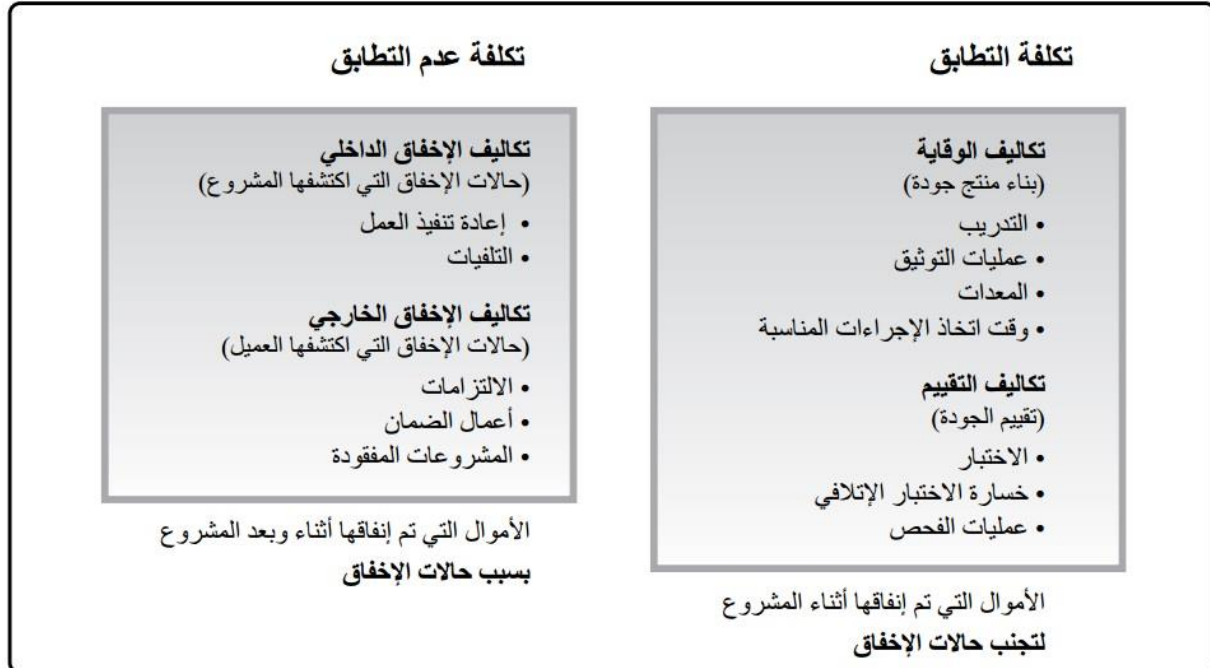 تكلفة التطابق
تكاليف الوقاية
(بناء منتج جودة)
• التدريب
• عمليات التوثيق
• المعدات
• وقت اتخاذ الإجراءات المناسبة
تكاليف التقييم
(تقييم الجودة)
• الاختبار
• خسارة الاختبار الإتلافي
• عمليات الفحص
الأموال التي تم إنفاقها أثناء المشروع
لتجنب حالات الإخفاق
تكلفة عدم التطابق
تكاليف الإخفاق الداخلي
(حالات الإخفاق التي اكتشفها المشروع)
• إعادة تنفيذ العمل
• التلفيات
تكاليف الإخفاق الخارجي
(حالات الإخفاق التي اكتشفها العميل)
• الالتزامات
• أعمال الضمان
• المشروعات المفقودة
الأموال التي تم إنفاقها أثناء وبعد المشروع
بسبب حالات الإخفاق